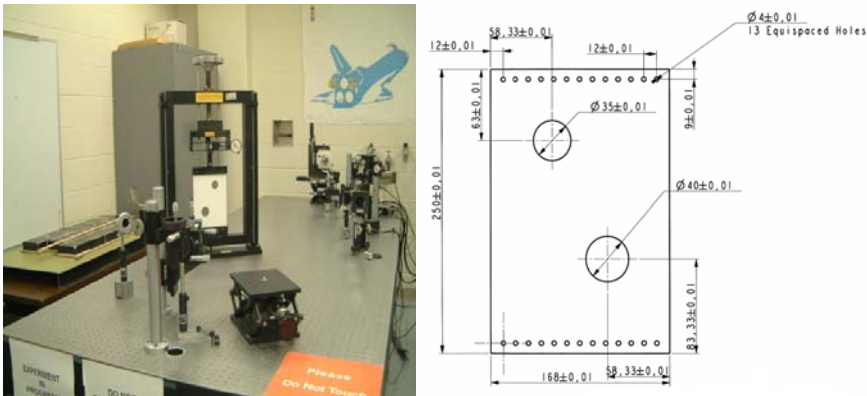 EXPERIMENT
IN
PROGRESS
DO NOT
Please
Do Not Touch
58,33±0,01
12±0,01
12±0,01
Ø4±0,01
13 Equispaced Holes
63±0,01
Ø35±0,01
9±0,01
250±0,01
Ø40±0,01
83,33±0,01
58,33±0,01
168±0,01